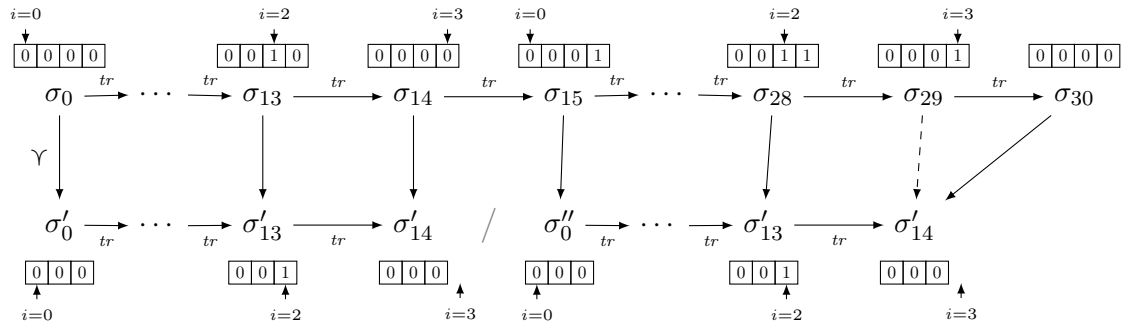 i=0 i=2 i=3 i=0 i=2 i=3
0 0 0 0 0 0 1 0 0 0 0 0 0 0 0 1 0 0 1 1 0 0 0 1 0 0 0 0
tr tr tr tr tr tr tr tr
σ₀ ⋯ σ₁₃ σ₁₄ σ₁₅ ⋯ σ₂₈ σ₂₉ σ₃₀
≺
σ′₀ ⋯ σ′₁₃ σ′₁₄ / σ″₀ ⋯ σ′₁₃ σ′₁₄
tr tr tr tr tr tr
0 0 0 0 0 1 0 0 0 0 0 0 0 0 1 0 0 0
i=0 i=2 i=3 i=0 i=2 i=3